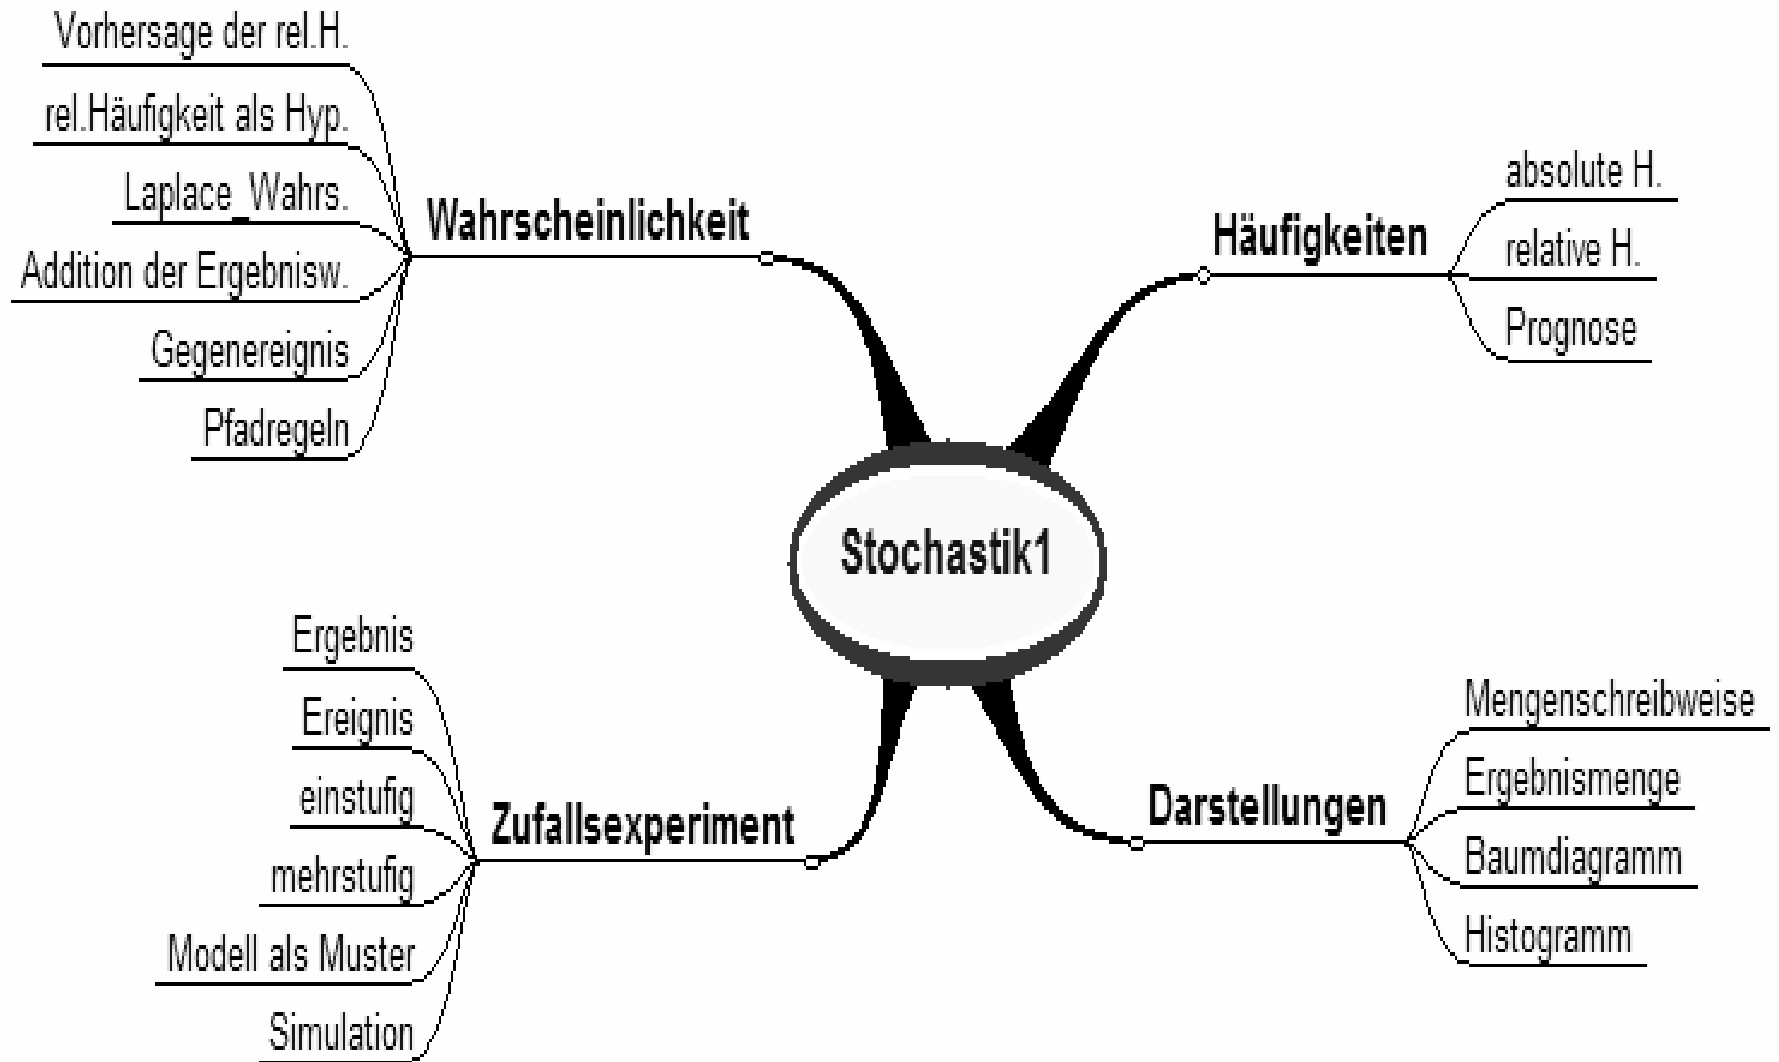 Vorhersage der rel.H.
rel.Häufigkeit als Hyp.
Laplace_Wahrs.
Addition der Ergebnisw.
Gegenereignis
Pfadregeln
Wahrscheinlichkeit
Häufigkeiten
absolute H.
relative H.
Prognose
Stochastik1
Ergebnis
Ereignis
einstufig
mehrstufig
Modell als Muster
Simulation
Zufallsexperiment
Darstellungen
Mengenschreibweise
Ergebnismenge
Baumdiagramm
Histogramm